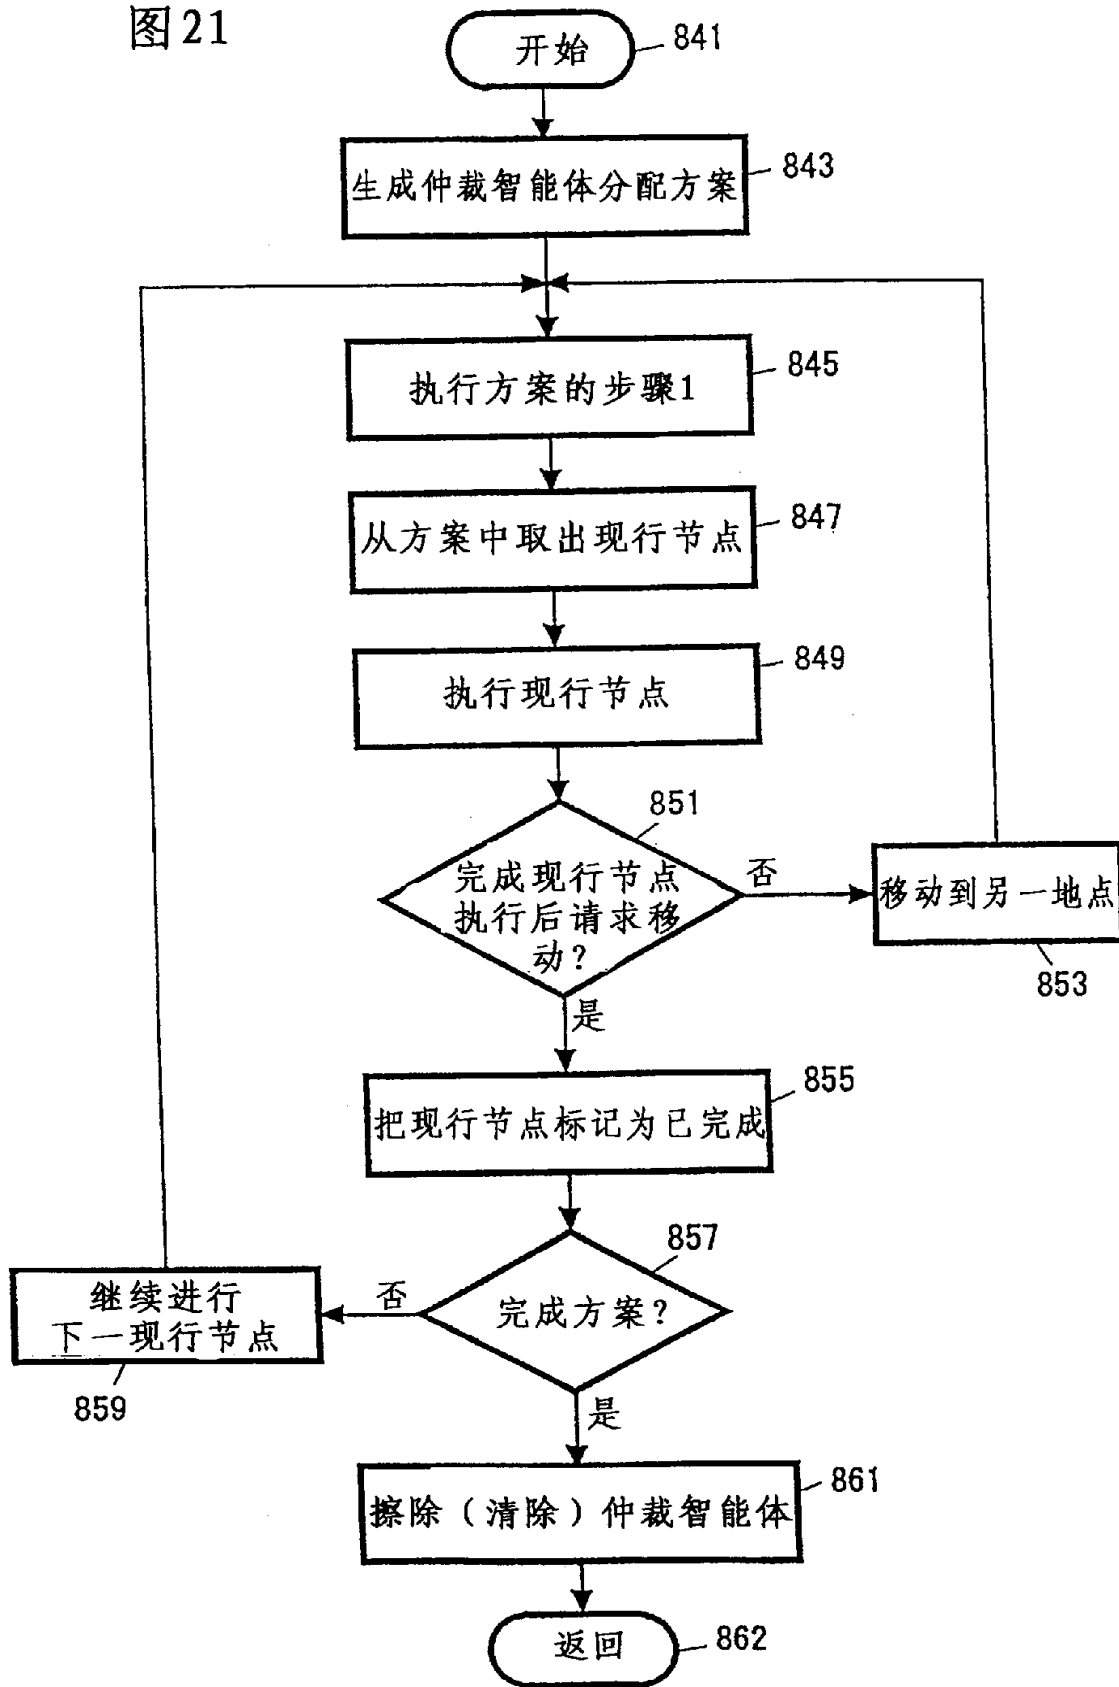 图21
开始
841
生成仲裁智能体分配方案
843
执行方案的步骤1
845
从方案中取出现行节点
847
执行现行节点
849
851
完成现行节点
执行后请求移
动?
否
移动到另一地点
853
是
855
把现行节点标记为已完成
857
完成方案?
否
继续进行
下一现行节点
859
是
861
擦除(清除)仲裁智能体
返回
862